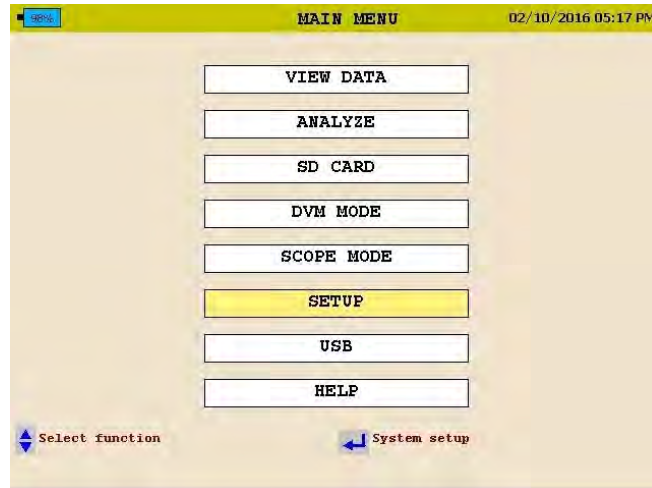 98% MAIN MENU 02/10/2016 05:17 PM
VIEW DATA
ANALYZE
SD CARD
DVM MODE
SCOPE MODE
SETUP
USB
HELP
Select function System setup